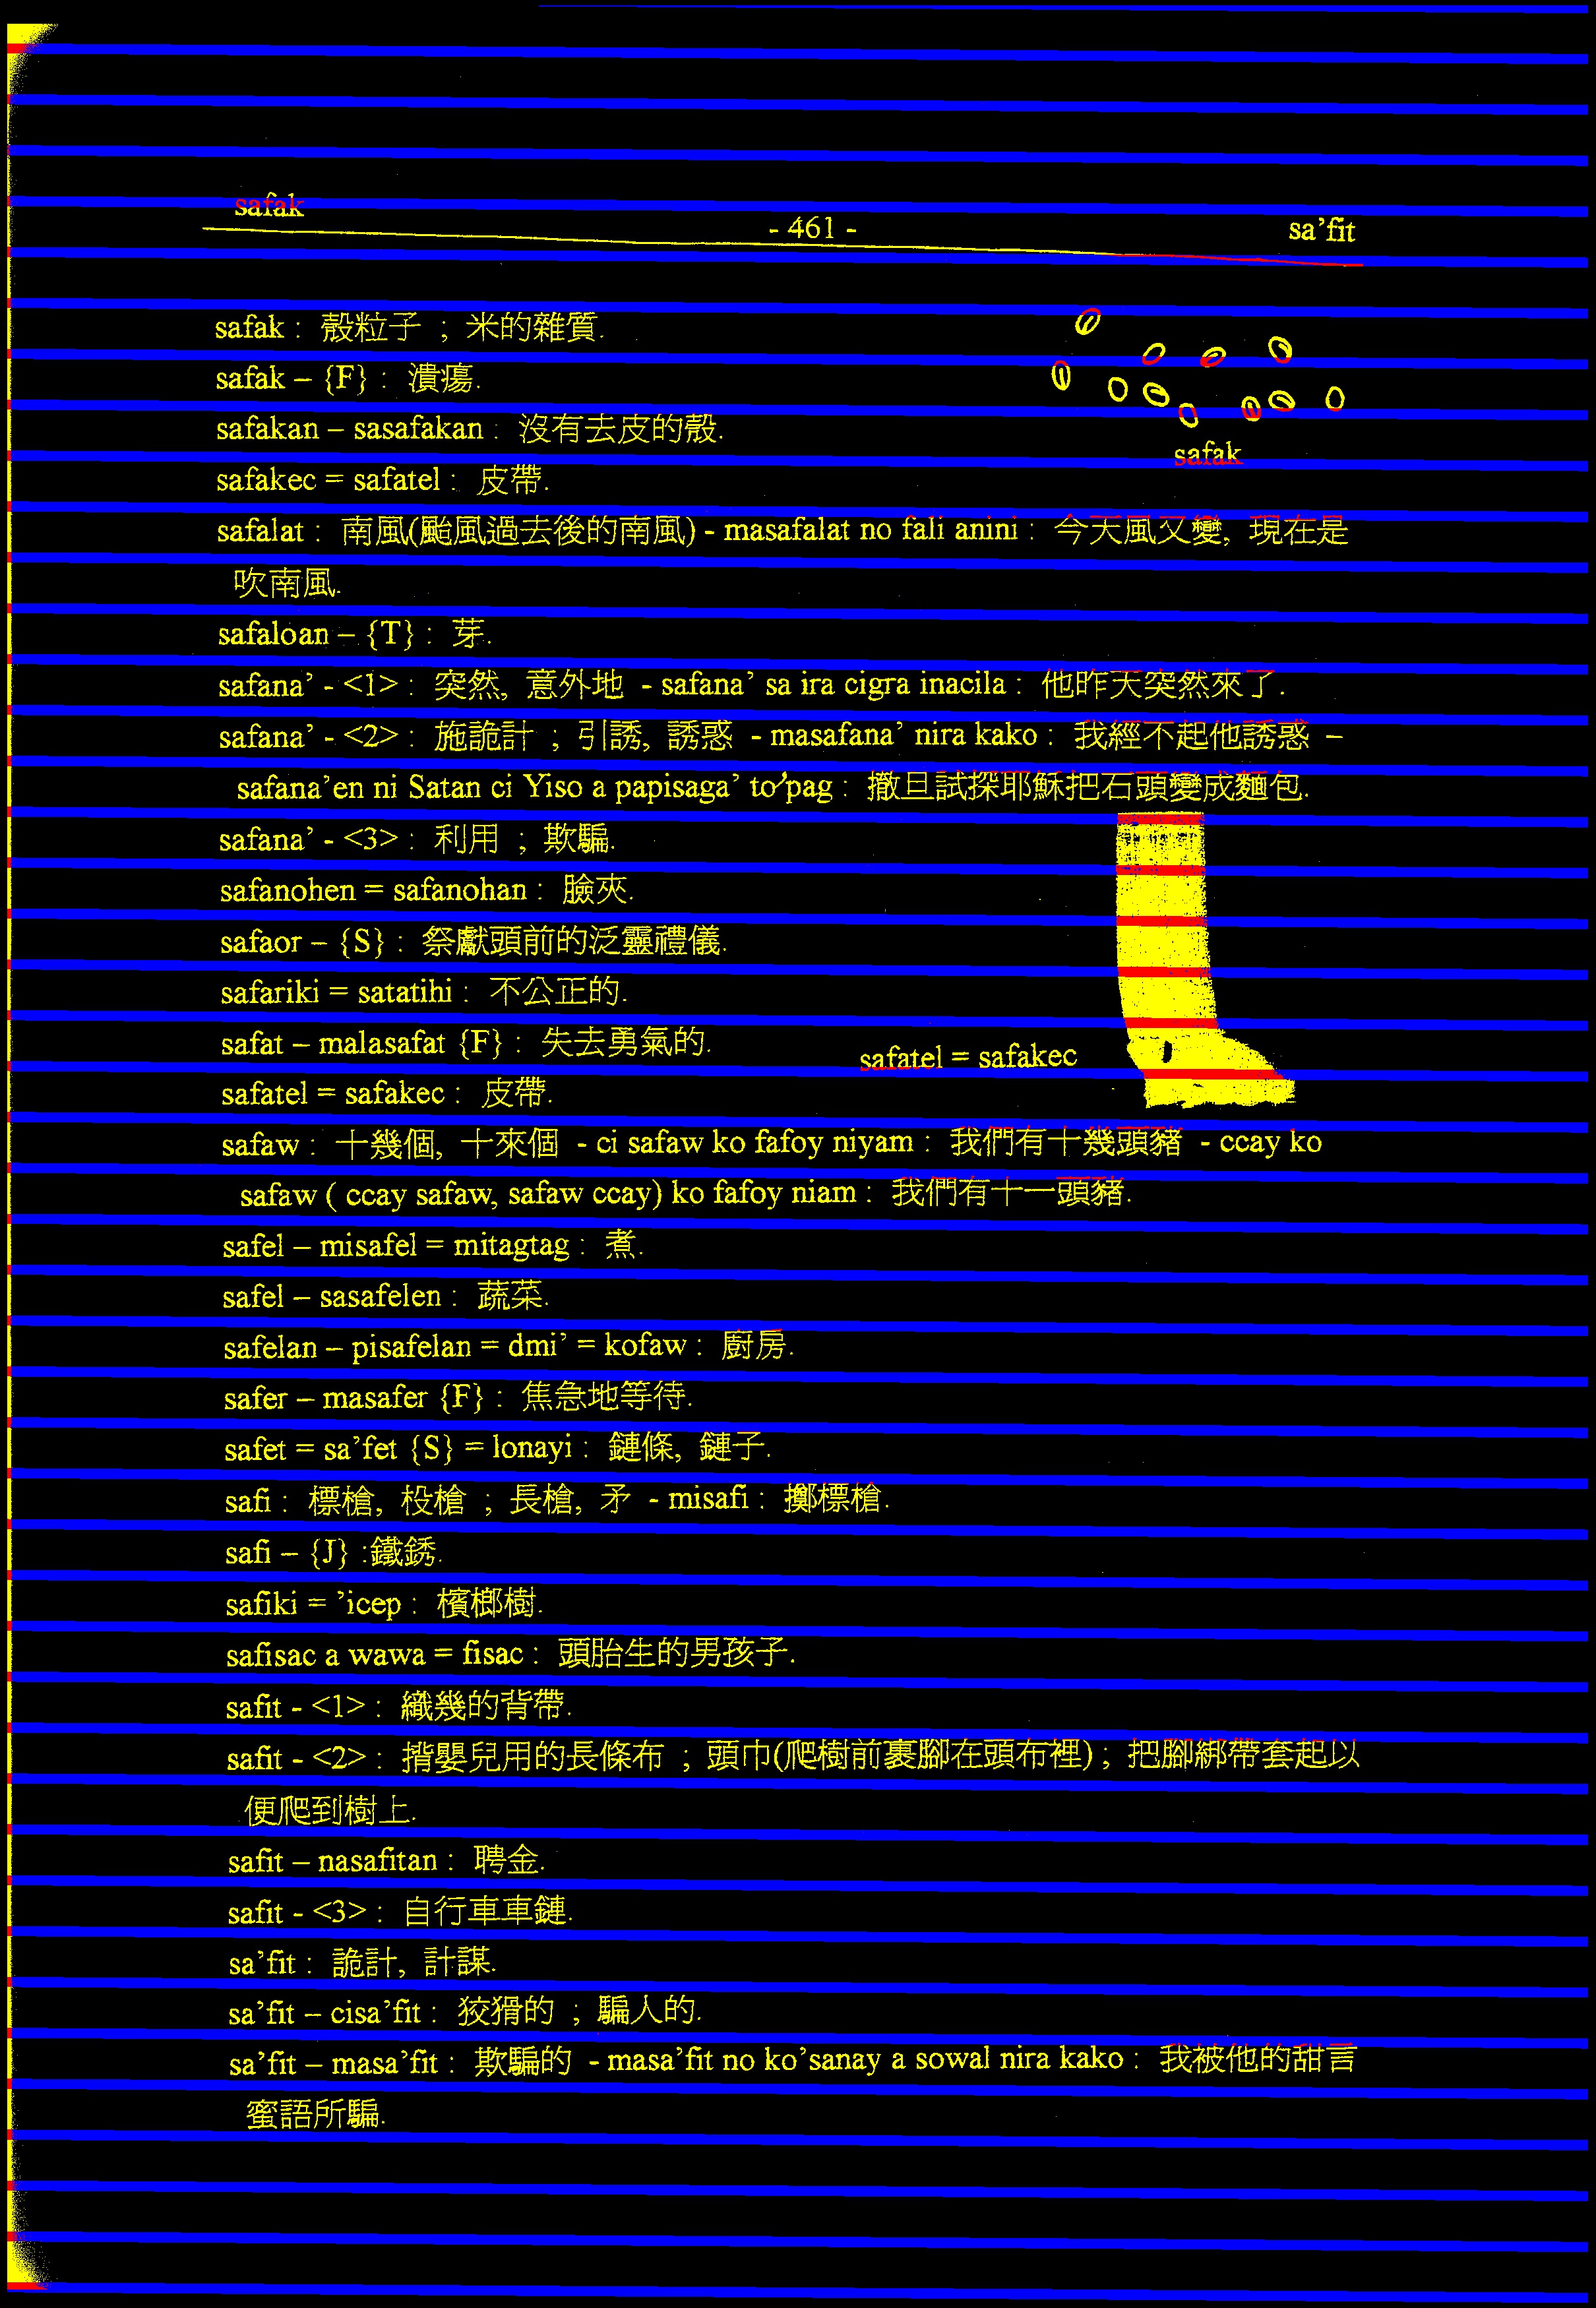 safak
- 461 -
sa’fit
safak : 殼粒子 ; 米的雜質.
safak – {F} : 潰瘍.
safakan – sasafakan : 沒有去皮的殼.
safak
safakec = safatel : 皮帶.
safalat : 南風(颱風過去後的南風) - masafalat no fali anini : 今天風又變, 現在是
吹南風.
safaloan – {T} : 芽.
safana’ - <1> : 突然, 意外地 - safana’ sa ira cigra inacila : 他昨天突然來了.
safana’ - <2> : 施詭計 ; 引誘, 誘惑 - masafana’ nira kako : 我經不起他誘惑 –
safana’en ni Satan ci Yiso a papisaga’ to’pag : 撒旦試探耶穌把石頭變成麵包.
safana’ - <3> : 利用 ; 欺騙.
safanohen = safanohan : 臉夾.
safaor – {S} : 祭獻頭前的泛靈禮儀.
safariki = satatihi : 不公正的.
safat – malasafat {F} : 失去勇氣的.
safatel = safakec
safatel = safakec : 皮帶.
safaw : 十幾個, 十來個 - ci safaw ko fafoy niyam : 我們有十幾頭豬 - ccay ko
safaw ( ccay safaw, safaw ccay) ko fafoy niam : 我們有十一頭豬.
safel – misafel = mitagtag : 煮.
safel – sasafelen : 蔬菜.
safelan – pisafelan = dmi’ = kofaw : 廚房.
safer – masafer {F} : 焦急地等待.
safet = sa’fet {S} = lonayi : 鏈條, 鏈子.
safi : 標槍, 投槍 ; 長槍, 矛 - misafi : 擲標槍.
safi – {J} :鐵銹.
safiki = ’icep : 檳榔樹.
safisac a wawa = fisac : 頭胎生的男孩子.
safit - <1> : 織幾的背帶.
safit - <2> : 揹嬰兒用的長條布 ; 頭巾(爬樹前裹腳在頭布裡) ; 把腳綁帶套起以
便爬到樹上.
safit – nasafitan : 聘金.
safit - <3> : 自行車車鏈.
sa’fit : 詭計, 計謀.
sa’fit – cisa’fit : 狡猾的 ; 騙人的.
sa’fit – masa’fit : 欺騙的 - masa’fit no ko’sanay a sowal nira kako : 我被他的甜言
蜜語所騙.